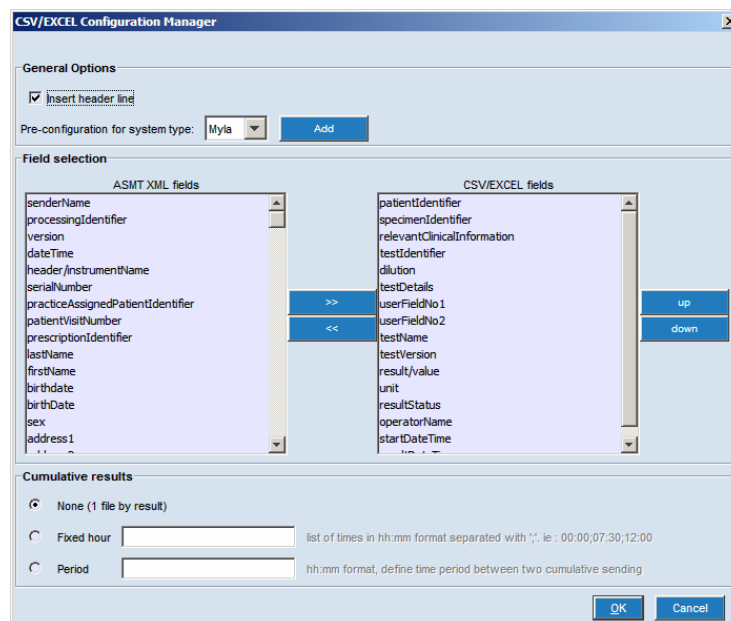 CSV/EXCEL Configuration Manager
General Options
Insert header line
Pre-configuration for system type: Myla Add
Field selection
ASMT XML fields CSV/EXCEL fields
senderName
processingIdentifier
version
dateTime
header/instrumentName
serialNumber
practiceAssignedPatientIdentifier
patientVisitNumber
prescriptionIdentifier
lastName
firstName
birthdate
birthDate
sex
address1
>>
<<
patientIdentifier
specimenIdentifier
relevantClinicalInformation
testIdentifier
dilution
testDetails
userFieldNo1
userFieldNo2
testName
testVersion
result/value
unit
resultStatus
operatorName
startDateTime
up
down
Cumulative results
None (1 file by result)
Fixed hour list of times in hh:mm format separated with ';'. ie : 00:00;07:30;12:00
Period hh:mm format, define time period between two cumulative sending
OK Cancel